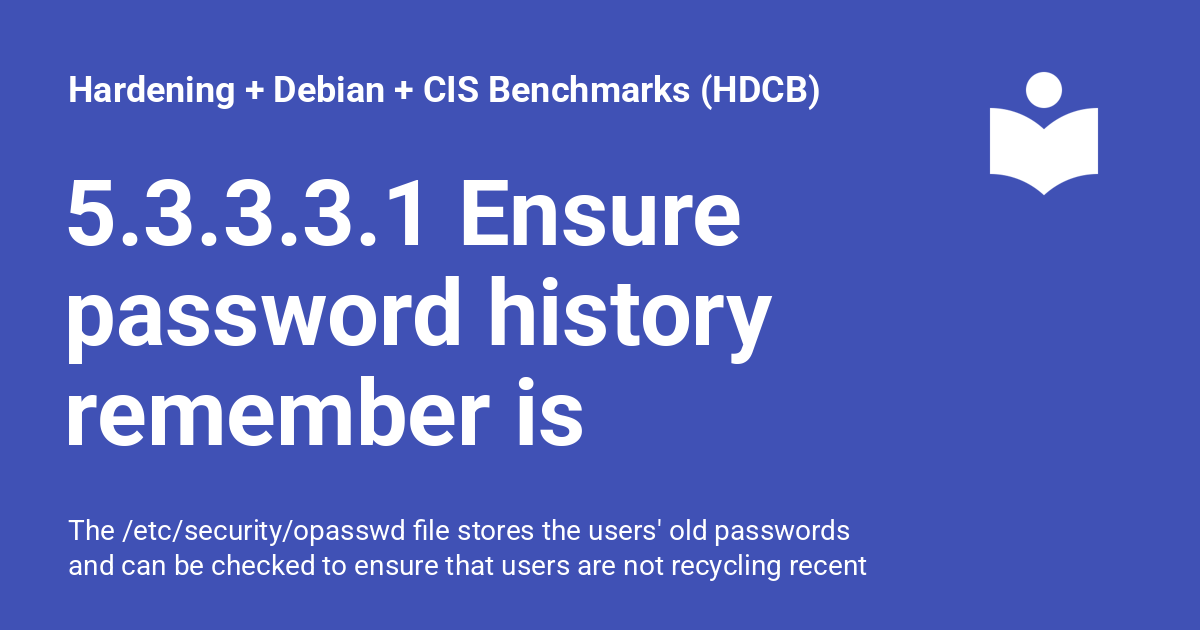 Hardening + Debian + CIS Benchmarks (HDCB)
5.3.3.3.1 Ensure
password history
remember is
The /etc/security/opasswd file stores the users' old passwords
and can be checked to ensure that users are not recycling recent